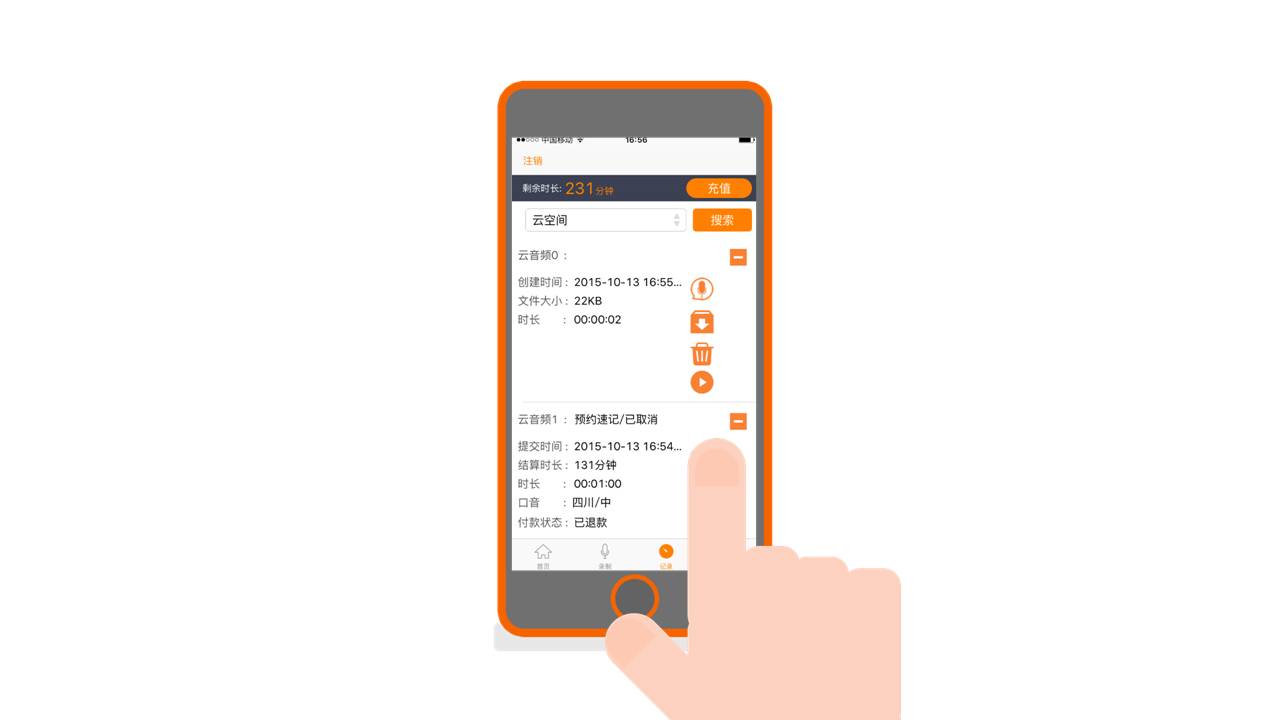 中国移动 16:56
注销
剩余时长: 231分钟 充值
云空间 搜索
云音频0 :
创建时间 : 2015-10-13 16:55...
文件大小 : 22KB
时长 : 00:00:02
云音频1 : 预约速记/已取消
提交时间 : 2015-10-13 16:54...
结算时长 : 131分钟
时长 : 00:01:00
口音 : 四川/中
付款状态 : 已退款
首页 录制 记录